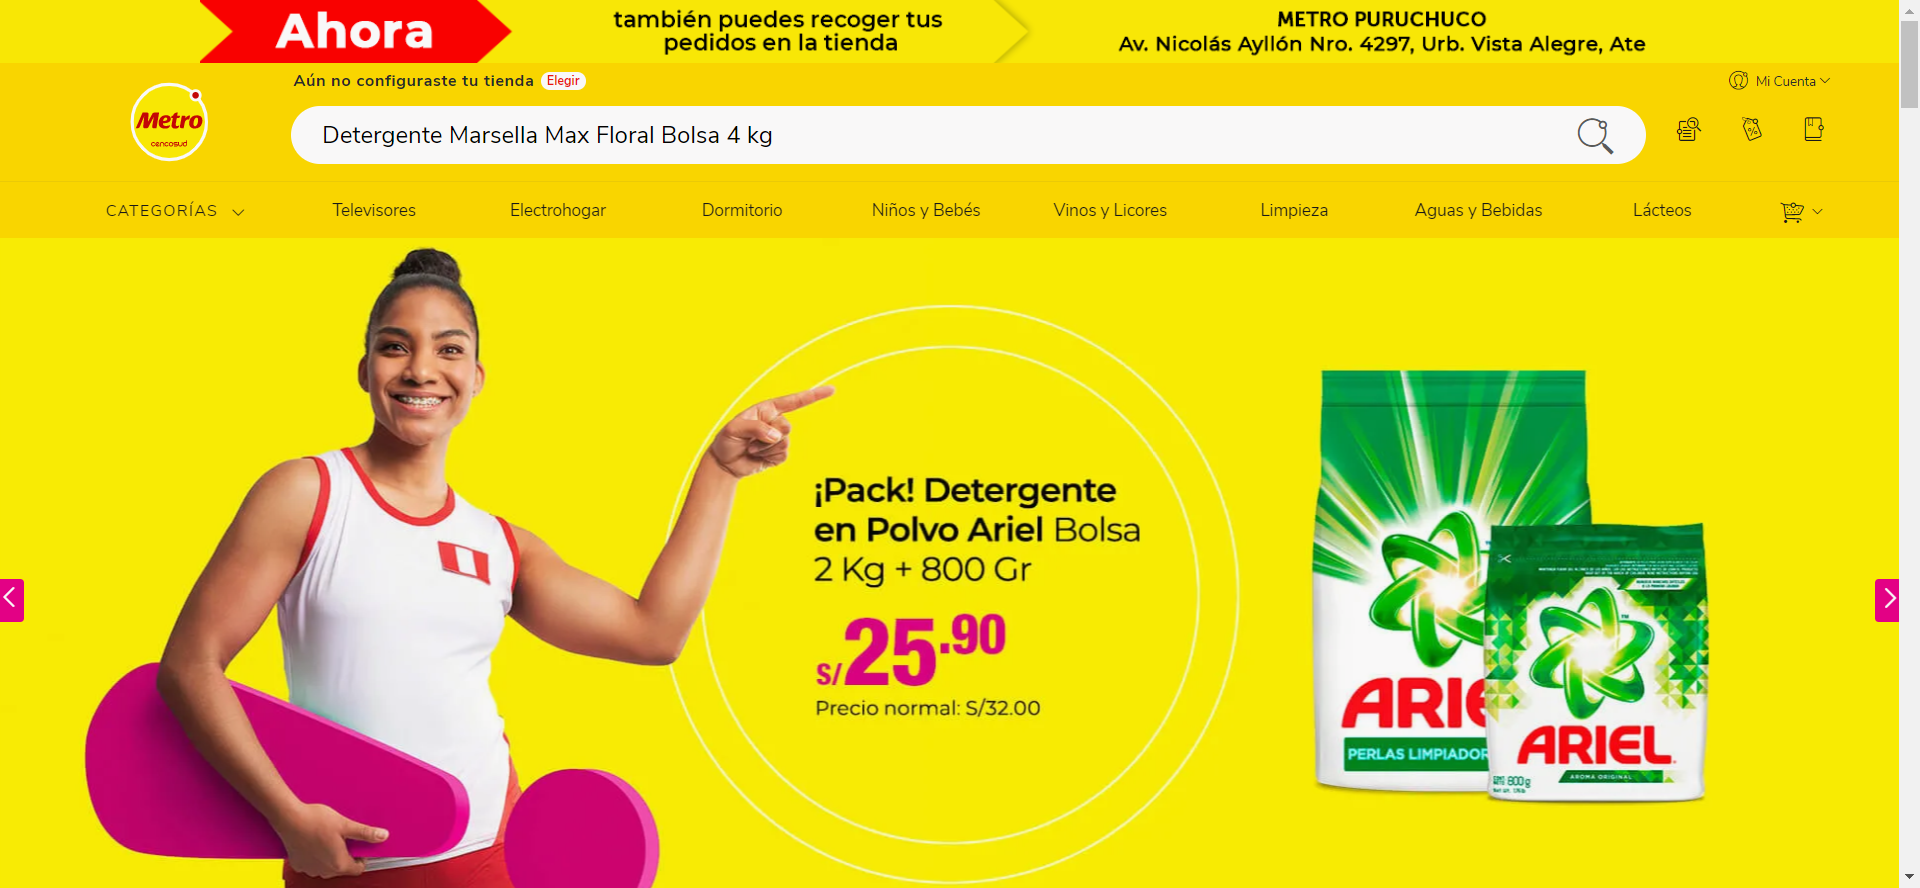 Ahora
también puedes recoger tus
pedidos en la tienda
METRO PURUCHUCO
Av. Nicolás Ayllón Nro. 4297, Urb. Vista Alegre, Ate
Aún no configuraste tu tienda Elegir
Mi Cuenta
Metro
cencosud
Detergente Marsella Max Floral Bolsa 4 kg
CATEGORÍAS Televisores Electrohogar Dormitorio Niños y Bebés Vinos y Licores Limpieza Aguas y Bebidas Lácteos
¡Pack! Detergente
en Polvo Ariel Bolsa
2 Kg + 800 Gr
S/25.90
Precio normal: S/32.00
ARIE
PERLAS LIMPIADOR
ARIEL
AROMA ORIGINAL
800g